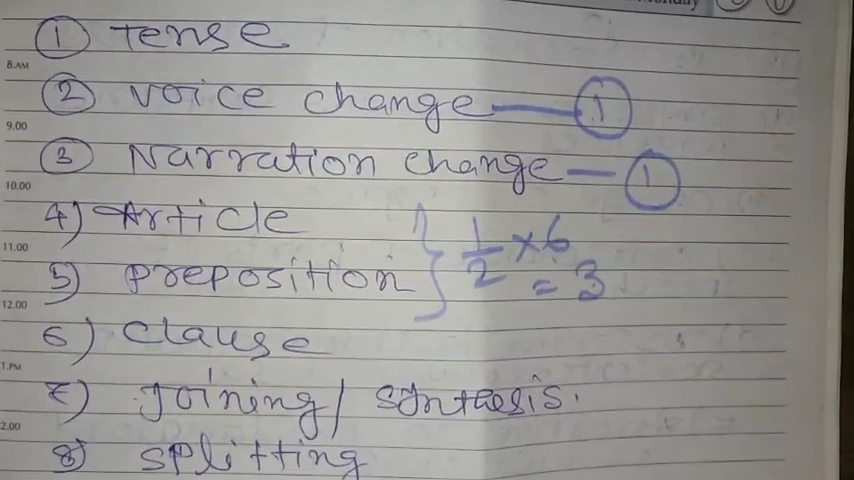 ① Tense
8.AM
② Voice change — ①
9.00
③ Narration change — ①
10.00
4) Article
11.00
5) Preposition } 1/2 × 6 = 3
12.00
6) Clause
1.PM
7) Joining / Synthesis.
2.00
8) Splitting